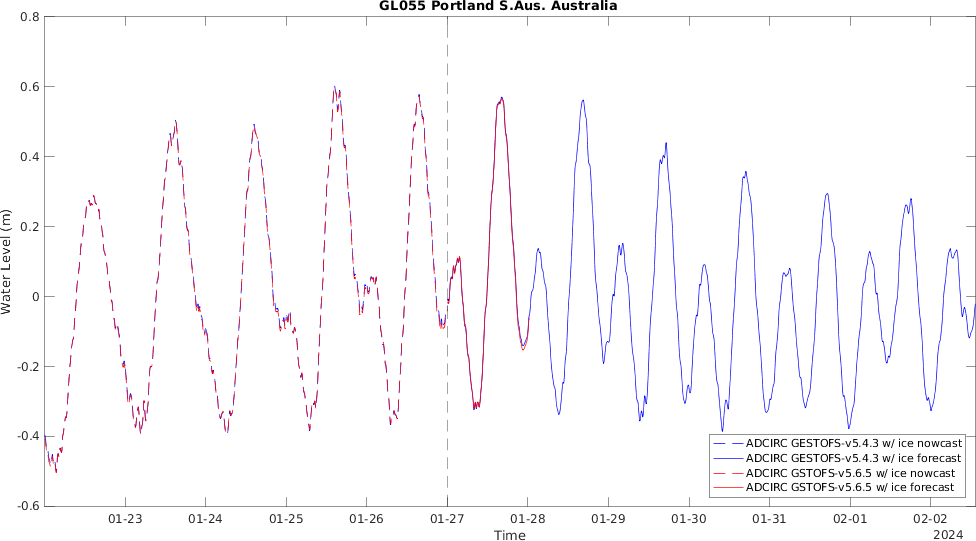 GL055 Portland S.Aus. Australia
0.8
0.6
0.4
0.2
0
-0.2
-0.4
-0.6
Water Level (m)
ADCIRC GESTOFS-v5.4.3 w/ ice nowcast
ADCIRC GESTOFS-v5.4.3 w/ ice forecast
ADCIRC GSTOFS-v5.6.5 w/ ice nowcast
ADCIRC GSTOFS-v5.6.5 w/ ice forecast
01-23 01-24 01-25 01-26 01-27 01-28 01-29 01-30 01-31 02-01 02-02
Time 2024